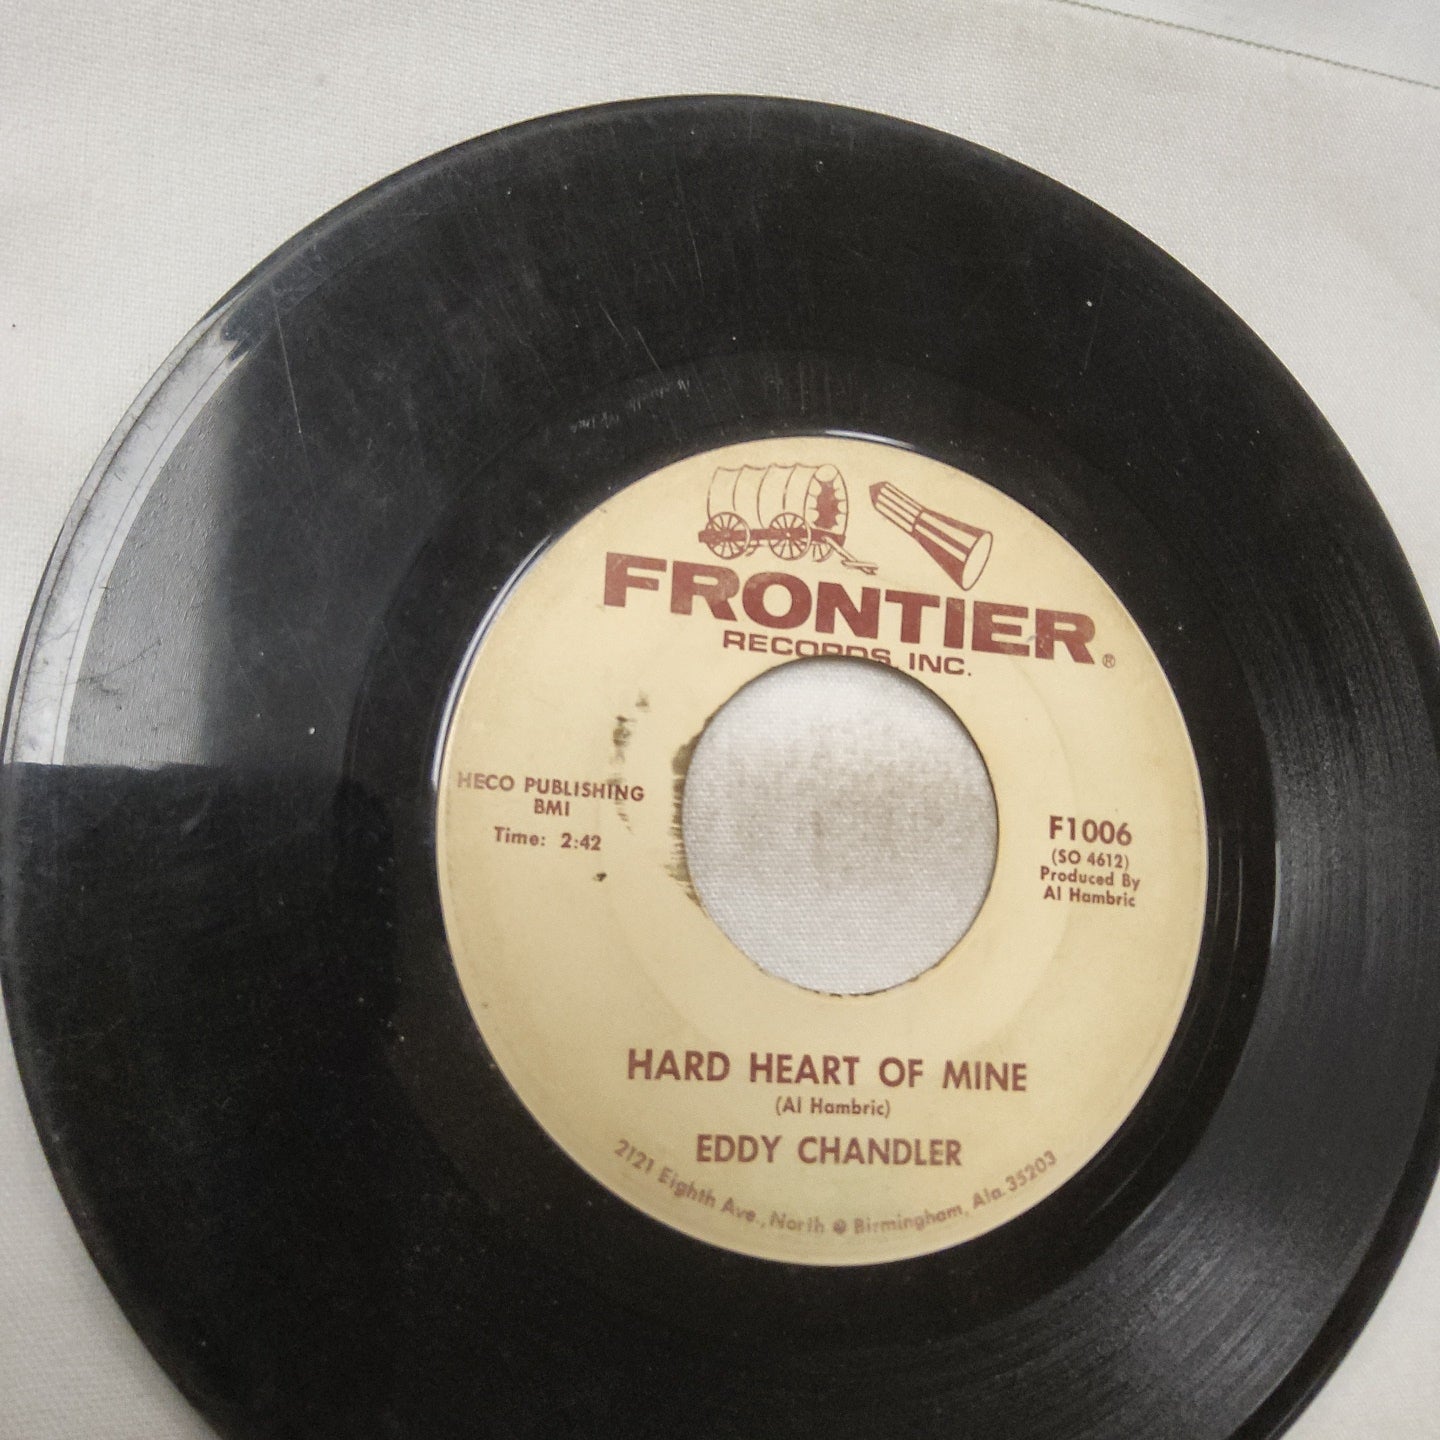 FRONTIER®
RECORDS, INC.
HECO PUBLISHING
BMI
Time: 2:42
F1006
(SO 4612)
Produced By
Al Hambric
HARD HEART OF MINE
(Al Hambric)
EDDY CHANDLER
2121 Eighth Ave., North Birmingham, Ala. 35203